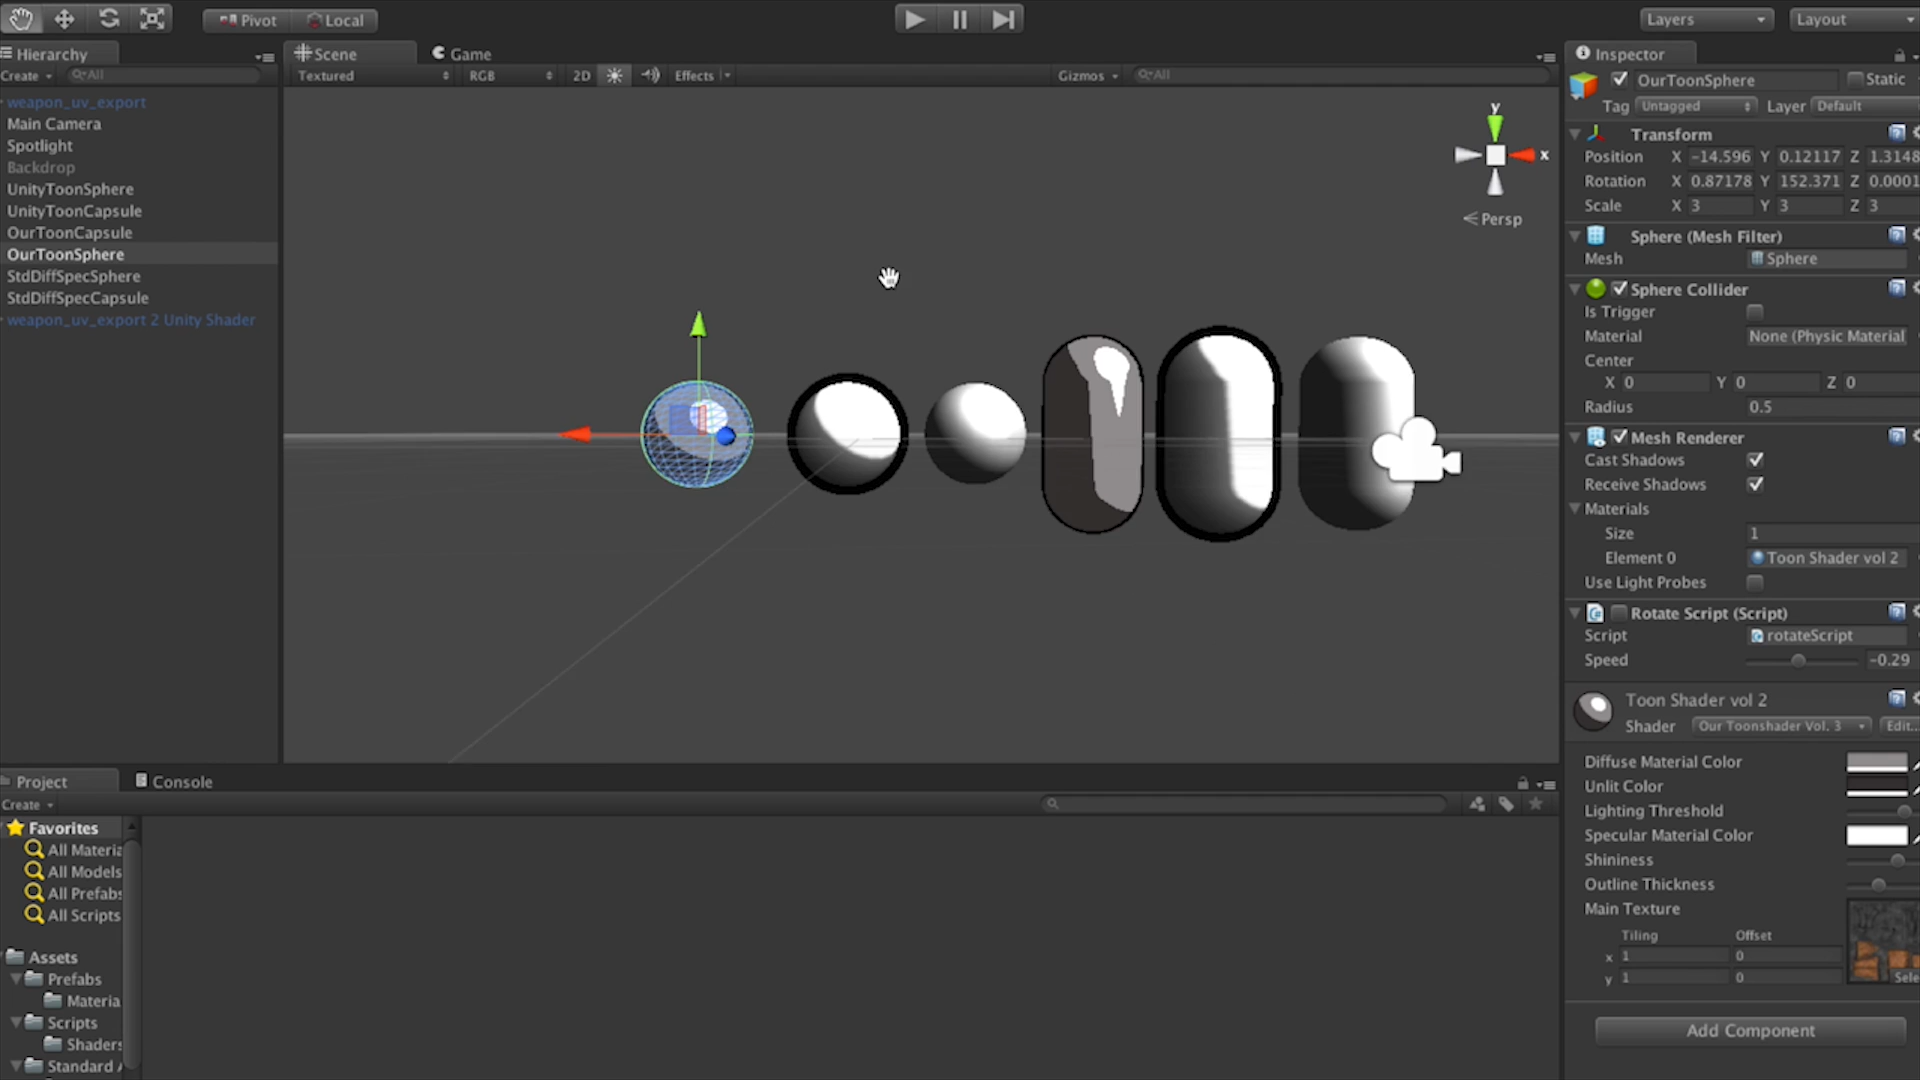 Pivot Local
Layers Layout
Hierarchy
Create All
weapon_uv_export
Main Camera
Spotlight
Backdrop
UnityToonSphere
UnityToonCapsule
OurToonCapsule
OurToonSphere
StdDiffSpecSphere
StdDiffSpecCapsule
weapon_uv_export 2 Unity Shader
Scene Game
Textured RGB 2D Effects Gizmos All
y
x
Persp
Inspector
OurToonSphere Static
Tag Untagged Layer Default
Transform
Position X -14.596 Y 0.12117 Z 1.3148
Rotation X 0.87178 Y 152.371 Z 0.0001
Scale X 3 Y 3 Z 3
Sphere (Mesh Filter)
Mesh Sphere
Sphere Collider
Is Trigger
Material None (Physic Material
Center
X 0 Y 0 Z 0
Radius 0.5
Mesh Renderer
Cast Shadows
Receive Shadows
Materials
Size 1
Element 0 Toon Shader vol 2
Use Light Probes
Rotate Script (Script)
Script rotateScript
Speed -0.29
Toon Shader vol 2
Shader Our Toonshader Vol. 3 Edit...
Diffuse Material Color
Unlit Color
Lighting Threshold
Specular Material Color
Shininess
Outline Thickness
Main Texture
Tiling Offset
x 1 0
y 1 0
Sele
Add Component
Project Console
Create
Favorites
All Materia
All Models
All Prefabs
All Scripts
Assets
Prefabs
Materia
Scripts
Shaders
Standard A